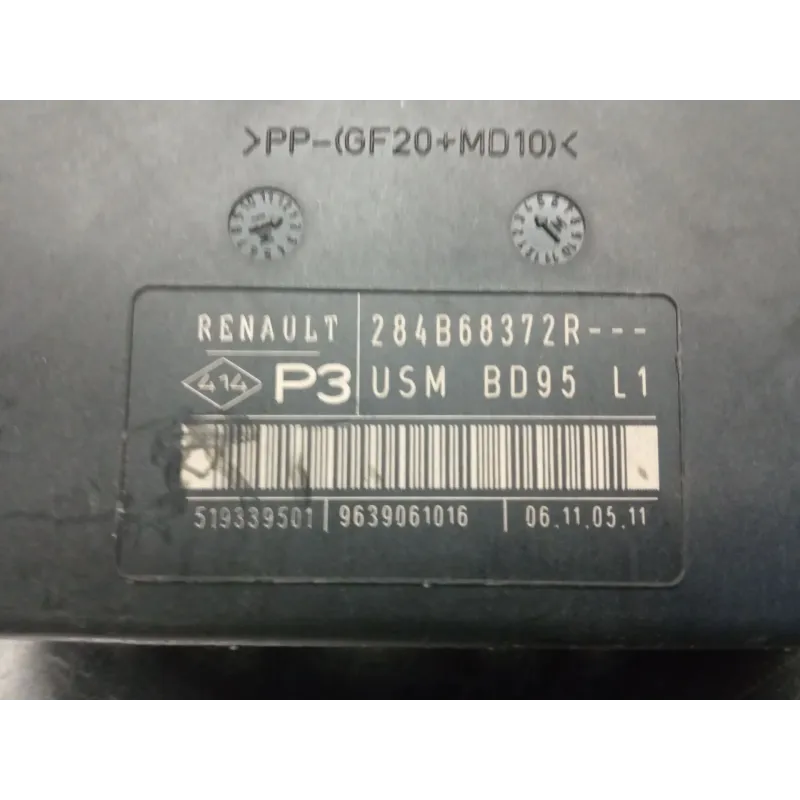 >PP-(GF20+MD10)<
RENAULT 284B68372R---
414 P3 USM BD95 L1
519339501 9639061016 06.11.05.11